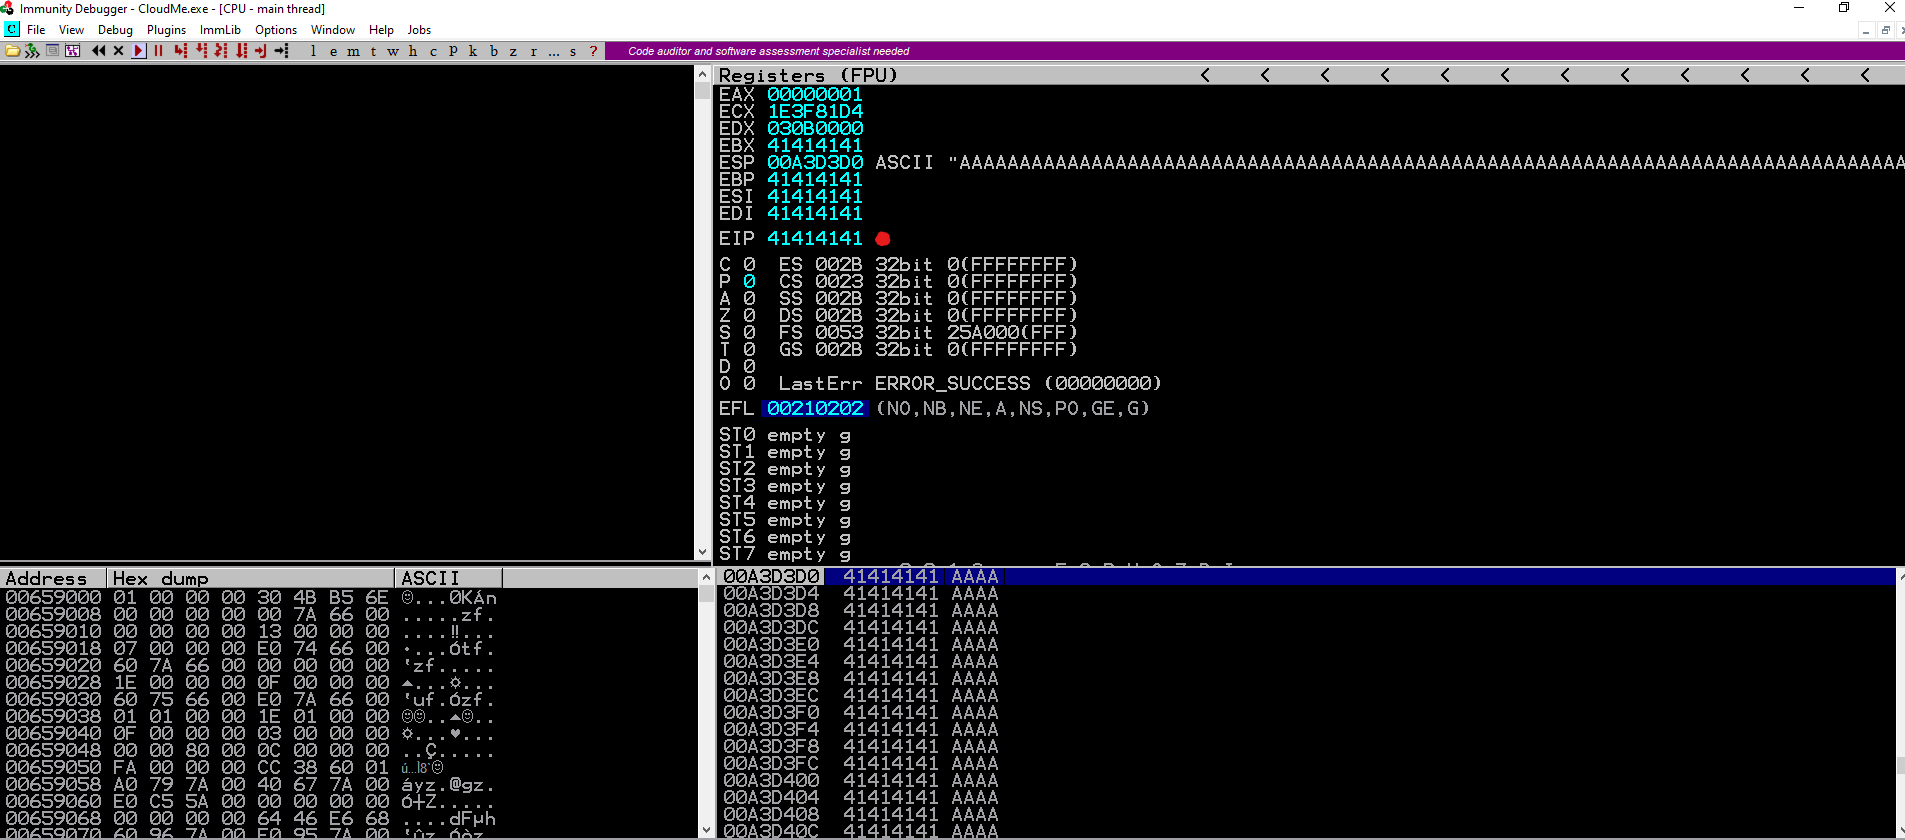 Immunity Debugger - CloudMe.exe - [CPU - main thread]
C File View Debug Plugins ImmLib Options Window Help Jobs
l e m t w h c P k b z r ... s ? Code auditor and software assessment specialist needed
Registers (FPU) < < < < < < < < < < < <
EAX 00000001
ECX 1E3F81D4
EDX 030B0000
EBX 41414141
ESP 00A3D3D0 ASCII "AAAAAAAAAAAAAAAAAAAAAAAAAAAAAAAAAAAAAAAAAAAAAAAAAAAAAAAAAAAAAAAAAAAAAAAAAAAAAAA
EBP 41414141
ESI 41414141
EDI 41414141
EIP 41414141
C 0 ES 002B 32bit 0(FFFFFFFF)
P 0 CS 0023 32bit 0(FFFFFFFF)
A 0 SS 002B 32bit 0(FFFFFFFF)
Z 0 DS 002B 32bit 0(FFFFFFFF)
S 0 FS 0053 32bit 25A000(FFF)
T 0 GS 002B 32bit 0(FFFFFFFF)
D 0
O 0 LastErr ERROR_SUCCESS (00000000)
EFL 00210202 (NO,NB,NE,A,NS,PO,GE,G)
ST0 empty g
ST1 empty g
ST2 empty g
ST3 empty g
ST4 empty g
ST5 empty g
ST6 empty g
ST7 empty g
Address Hex dump ASCII
00659000 01 00 00 00 30 4B B5 6E ☺...0KÁn
00659008 00 00 00 00 00 7A 66 00 .....zf.
00659010 00 00 00 00 13 00 00 00 ....‼...
00659018 07 00 00 00 E0 74 66 00 •...Ótf.
00659020 60 7A 66 00 00 00 00 00 'zf.....
00659028 1E 00 00 00 0F 00 00 00 ▲...☼...
00659030 60 75 66 00 E0 7A 66 00 'uf.Ózf.
00659038 01 01 00 00 1E 01 00 00 ☺☺..▲☺..
00659040 0F 00 00 00 03 00 00 00 ☼...♥...
00659048 00 00 80 00 0C 00 00 00 ..Ç.....
00659050 FA 00 00 00 CC 38 60 01 ú...Ì8`☺
00659058 A0 79 7A 00 40 67 7A 00 áyz.@gz.
00659060 E0 C5 5A 00 00 00 00 00 Ó┼Z.....
00659068 00 00 00 00 64 46 E6 68 ....dFµh
00659070 60 96 7A 00 E0 95 7A 00 'ûz.Óòz.
00A3D3D0 41414141 AAAA
00A3D3D4 41414141 AAAA
00A3D3D8 41414141 AAAA
00A3D3DC 41414141 AAAA
00A3D3E0 41414141 AAAA
00A3D3E4 41414141 AAAA
00A3D3E8 41414141 AAAA
00A3D3EC 41414141 AAAA
00A3D3F0 41414141 AAAA
00A3D3F4 41414141 AAAA
00A3D3F8 41414141 AAAA
00A3D3FC 41414141 AAAA
00A3D400 41414141 AAAA
00A3D404 41414141 AAAA
00A3D408 41414141 AAAA
00A3D40C 41414141 AAAA